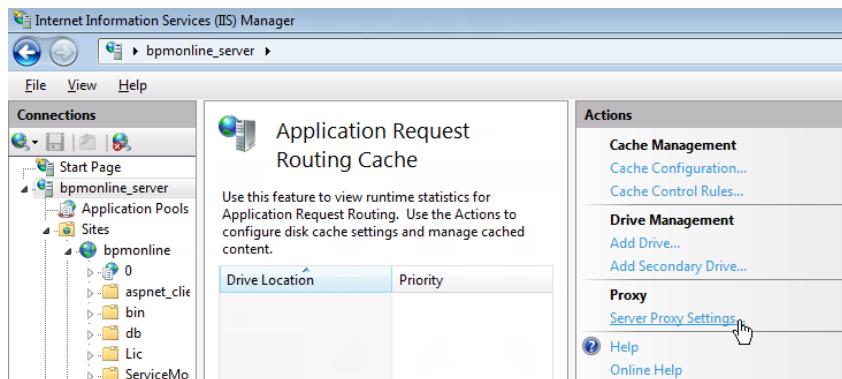 Internet Information Services (IIS) Manager
bpmonline_server
File View Help
Connections
Start Page
bpmonline_server
Application Pools
Sites
bpmonline
0
aspnet_clie
bin
db
Lic
ServiceMo
Application Request
Routing Cache
Use this feature to view runtime statistics for
Application Request Routing. Use the Actions to
configure disk cache settings and manage cached
content.
Drive Location Priority
Actions
Cache Management
Cache Configuration...
Cache Control Rules...
Drive Management
Add Drive...
Add Secondary Drive...
Proxy
Server Proxy Settings...
Help
Online Help